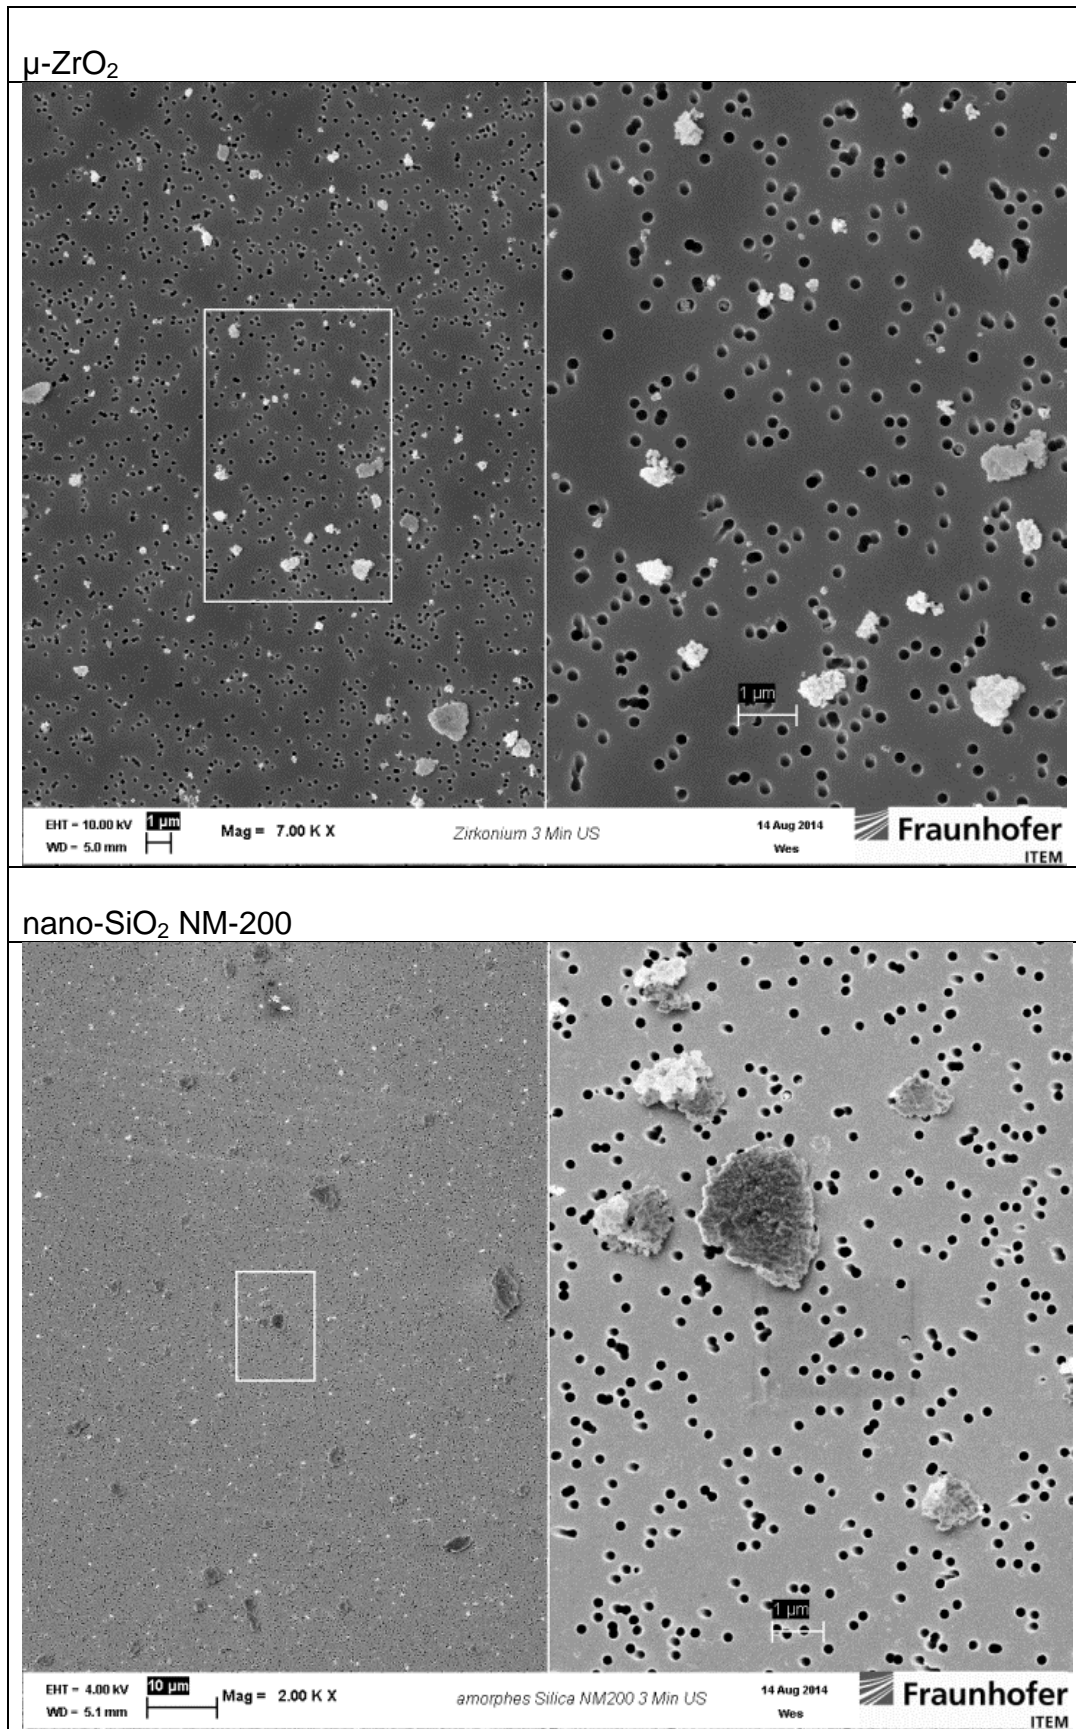 μ-ZrO₂
1 μm
EHT = 10.00 kV
WD = 5.0 mm
1 μm
Mag = 7.00 K X
Zirkonium 3 Min US
14 Aug 2014
Wes
Fraunhofer
ITEM
nano-SiO₂ NM-200
1 μm
EHT = 4.00 kV
WD = 5.1 mm
10 μm
Mag = 2.00 K X
amorphes Silica NM200 3 Min US
14 Aug 2014
Wes
Fraunhofer
ITEM